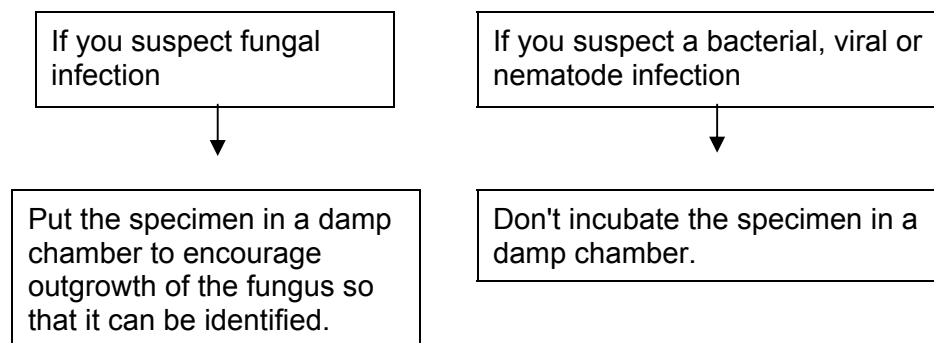 If you suspect fungal
infection
If you suspect a bacterial, viral or
nematode infection
Put the specimen in a damp
chamber to encourage
outgrowth of the fungus so
that it can be identified.
Don't incubate the specimen in a
damp chamber.